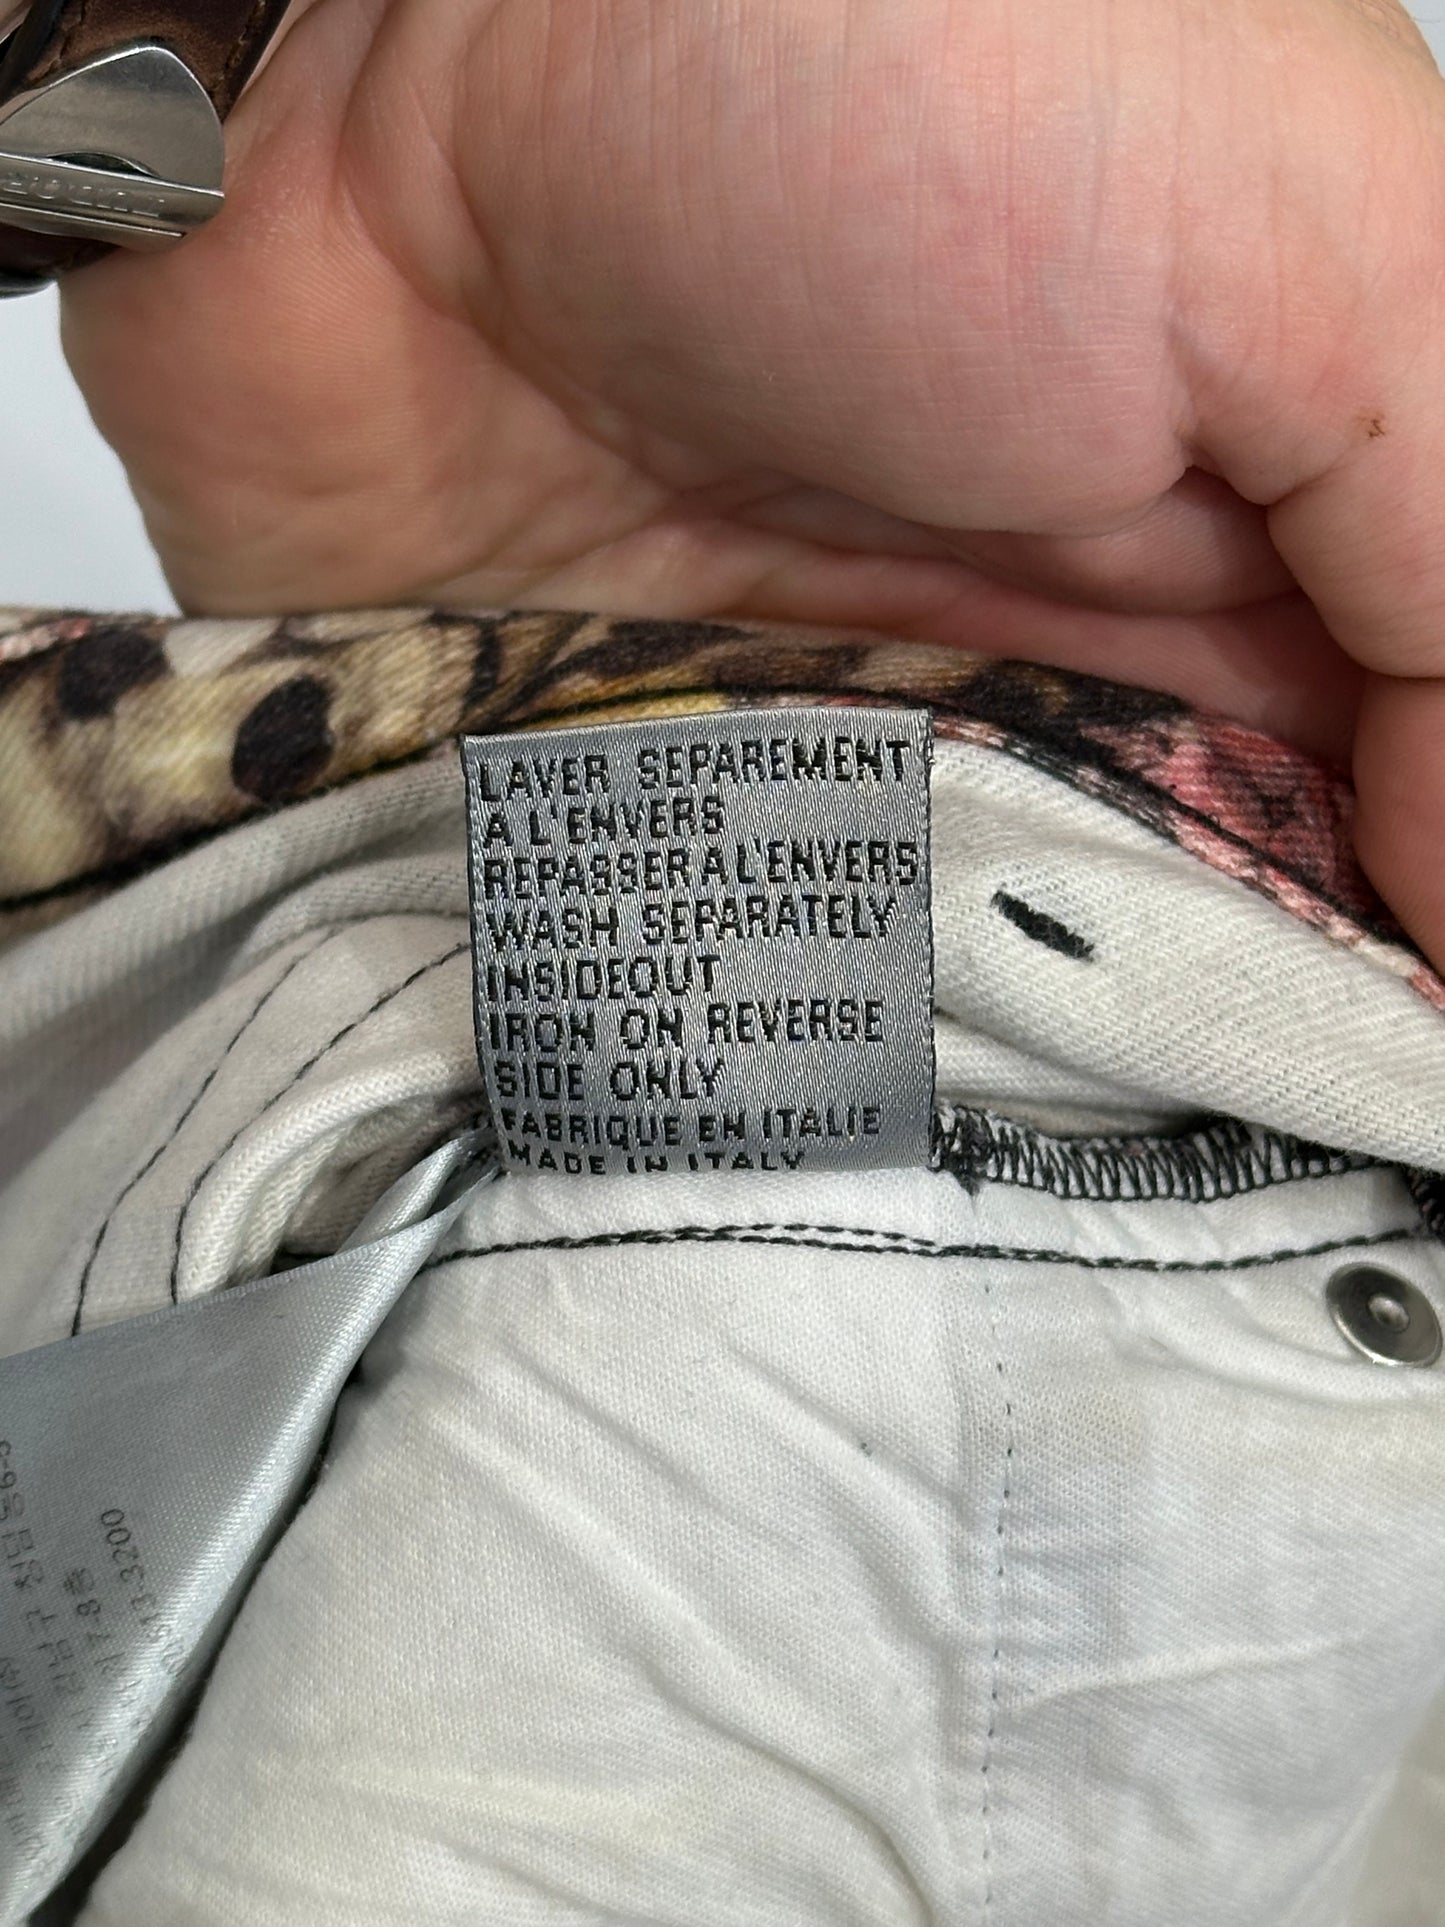 TUDOR
LAVER SEPAREMENT
A L'ENVERS
REPASSER A L'ENVERS
WASH SEPARATELY
INSIDEOUT
IRON ON REVERSE
SIDE ONLY
FABRIQUE EN ITALIE
MADE IN ITALY